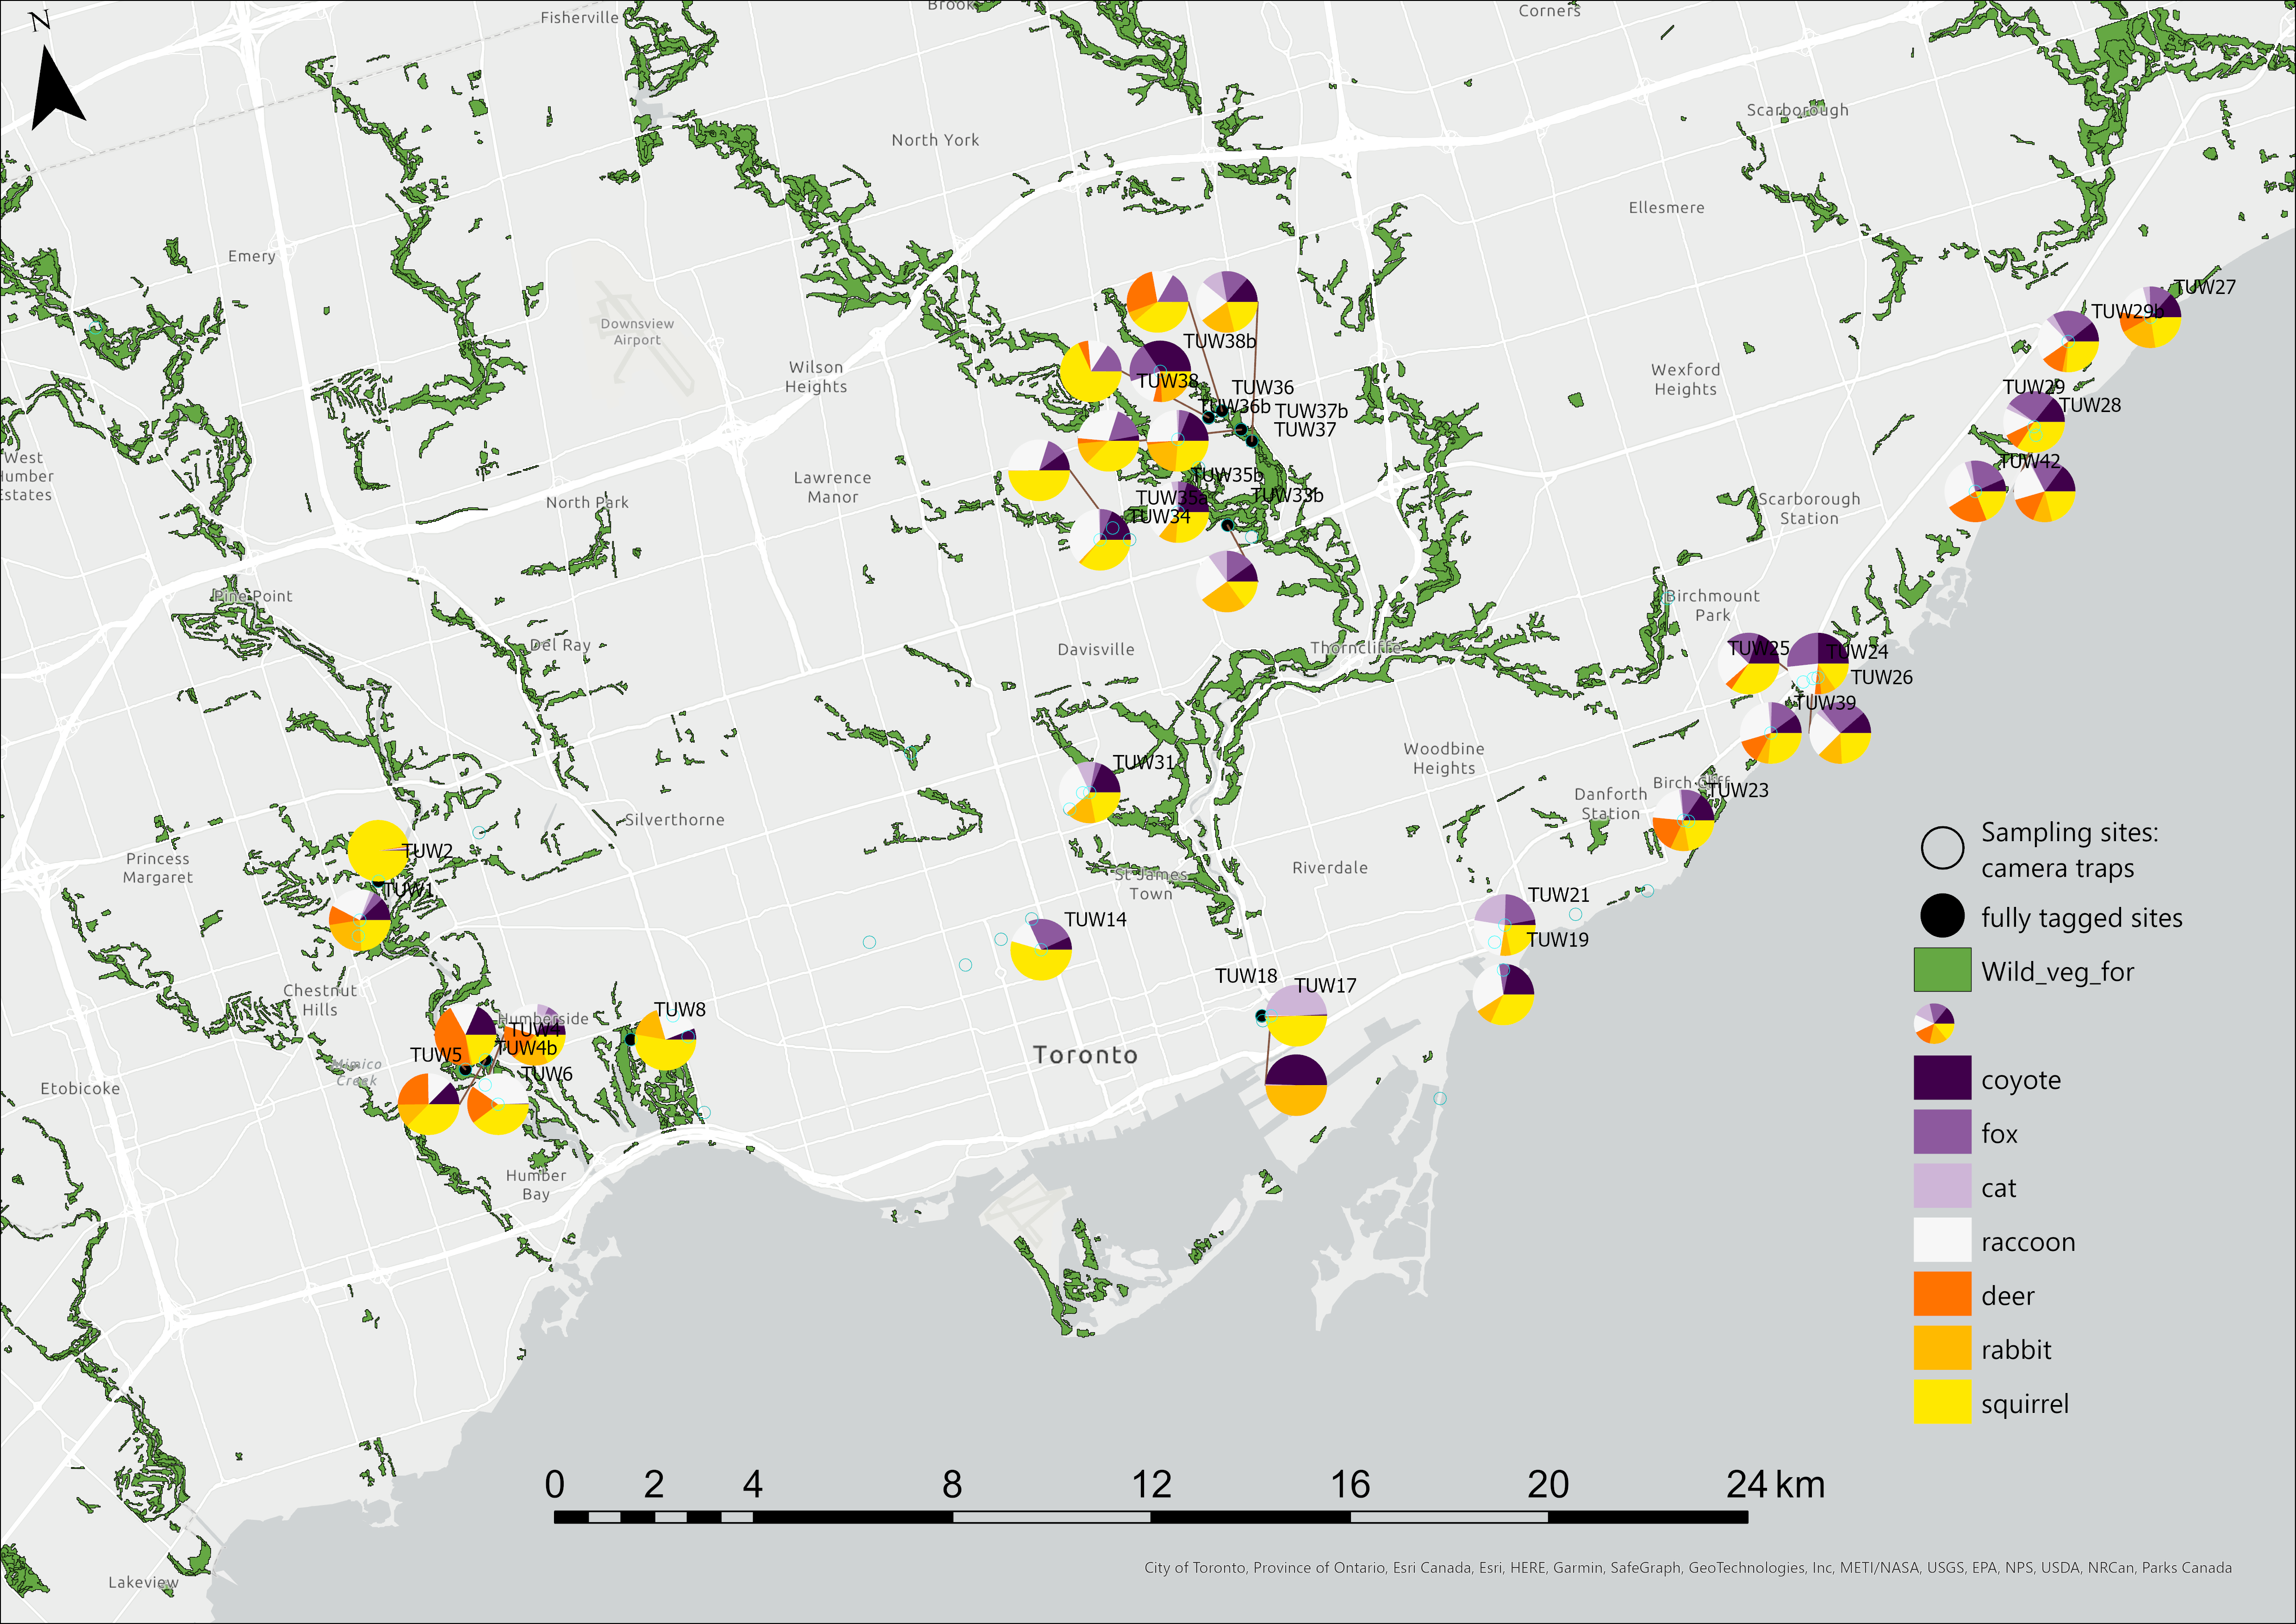 N
Fisherville
Corners
Scarborough
North York
Ellesmere
Emery
TUW27
TUW29b
Downsview
Airport
TUW38b
Wilson
Heights
Wexford
Heights
TUW38
TUW36
TUW29
TUW36b
TUW37b
TUW28
TUW37
West
Humber
Estates
TUW42
Lawrence
Manor
TUW35b
TUW33b
TUW35a
North Park
Scarborough
Station
TUW34
Pine Point
Birchmount
Park
Del Ray
Davisville
Thorncliffe
TUW25
TUW24
TUW26
TUW39
Woodbine
Heights
TUW31
Birch Cliff
TUW23
Danforth
Station
Silverthorne
TUW2
Princess
Margaret
Riverdale
St James
Town
TUW1
TUW21
TUW14
TUW19
TUW18
TUW17
Chestnut
Hills
Humberside
TUW8
TUW4
TUW4b
TUW5
Toronto
Mimico
Creek
TUW6
Etobicoke
Humber
Bay
Sampling sites:
camera traps
fully tagged sites
Wild_veg_for
coyote
fox
cat
raccoon
deer
rabbit
squirrel
0 2 4 8 12 16 20 24 km
City of Toronto, Province of Ontario, Esri Canada, Esri, HERE, Garmin, SafeGraph, GeoTechnologies, Inc, METI/NASA, USGS, EPA, NPS, USDA, NRCan, Parks Canada
Lakeview